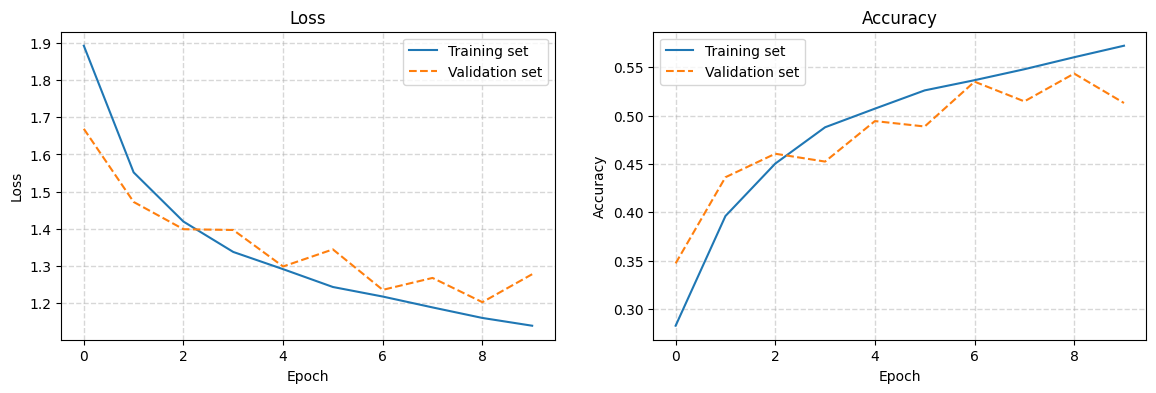 Loss
1.9
1.8
1.7
1.6
1.5
1.4
1.3
1.2
Loss
Training set
Validation set
0 2 4 6 8
Epoch
Accuracy
0.55
0.50
0.45
0.40
0.35
0.30
Accuracy
Training set
Validation set
0 2 4 6 8
Epoch